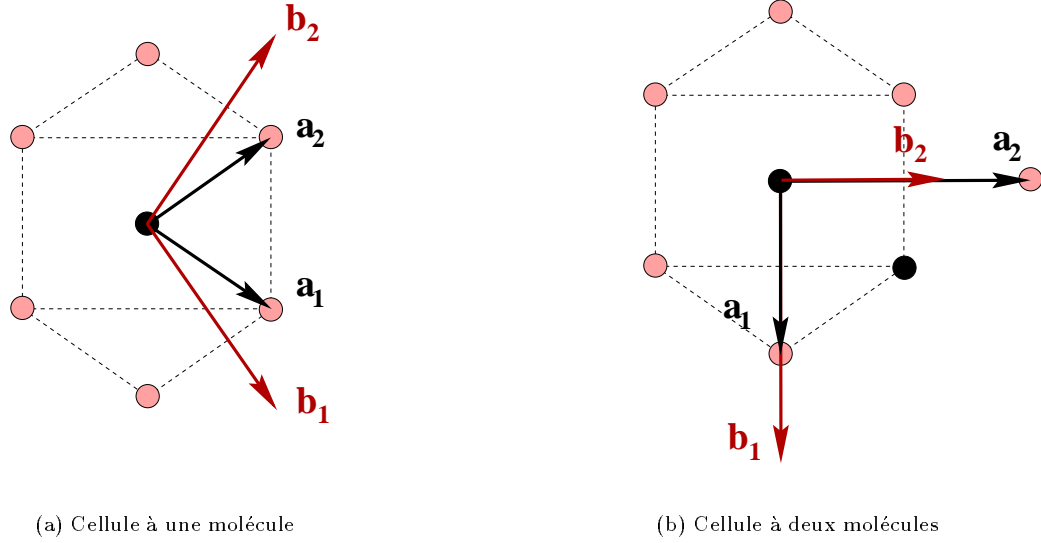 b2
a2
a1
b1
(a) Cellule à une molécule
b2
a2
a1
b1
(b) Cellule à deux molécules